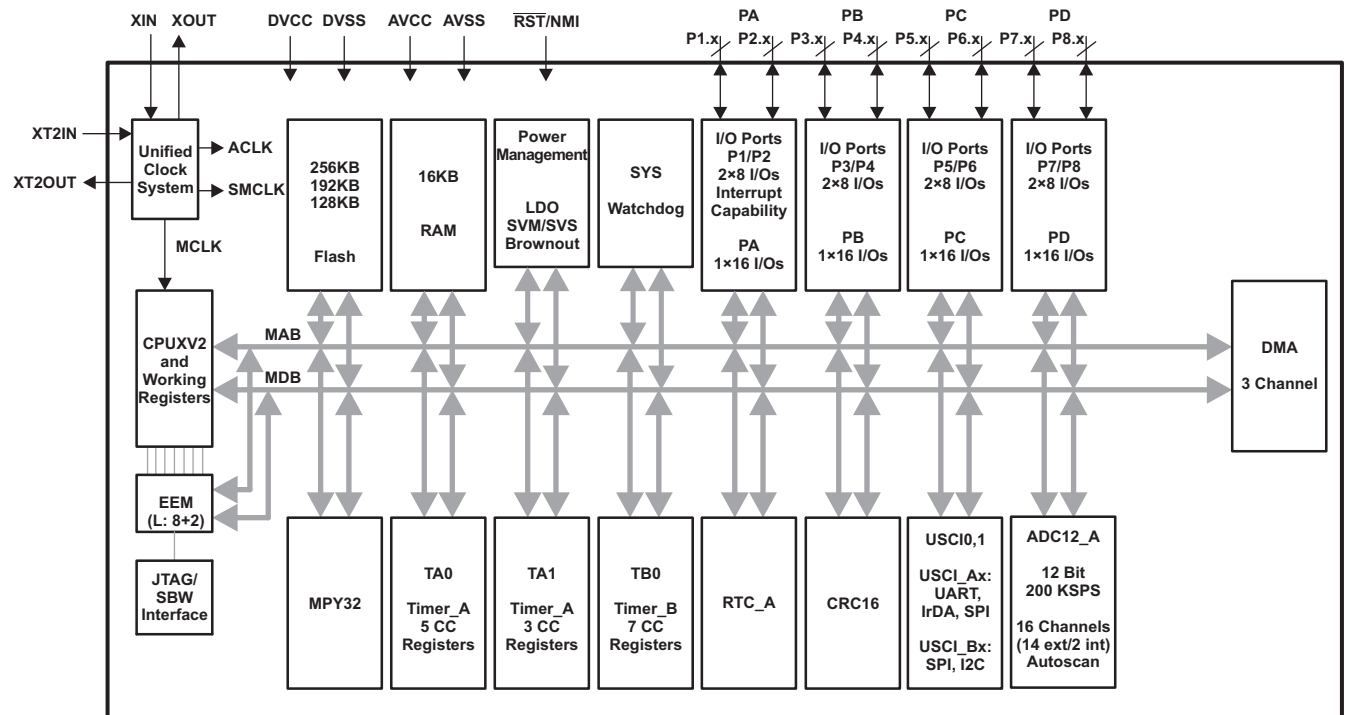 XIN XOUT DVCC DVSS AVCC AVSS RST/NMI PA PB PC PD
P1.x P2.x P3.x P4.x P5.x P6.x P7.x P8.x
XT2IN
XT2OUT
Unified
Clock
System
ACLK
SMCLK
MCLK
256KB
192KB
128KB
Flash
16KB
RAM
Power
Management
LDO
SVM/SVS
Brownout
SYS
Watchdog
I/O Ports
P1/P2
2×8 I/Os
Interrupt
Capability
PA
1×16 I/Os
I/O Ports
P3/P4
2×8 I/Os
PB
1×16 I/Os
I/O Ports
P5/P6
2×8 I/Os
PC
1×16 I/Os
I/O Ports
P7/P8
2×8 I/Os
PD
1×16 I/Os
CPUXV2
and
Working
Registers
MAB
MDB
DMA
3 Channel
EEM
(L: 8+2)
JTAG/
SBW
Interface
MPY32
TA0
Timer_A
5 CC
Registers
TA1
Timer_A
3 CC
Registers
TB0
Timer_B
7 CC
Registers
RTC_A
CRC16
USCI0,1
USCI_Ax:
UART,
IrDA, SPI
USCI_Bx:
SPI, I2C
ADC12_A
12 Bit
200 KSPS
16 Channels
(14 ext/2 int)
Autoscan